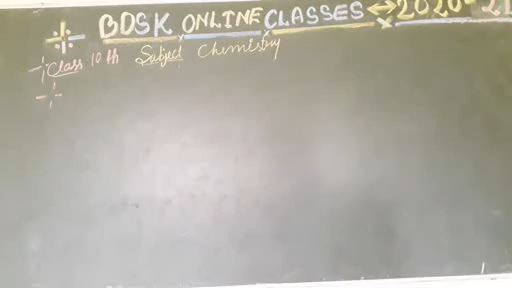 BDSK ONLINE CLASSES ↔ 2020-21
Class 10th Subject Chemistry